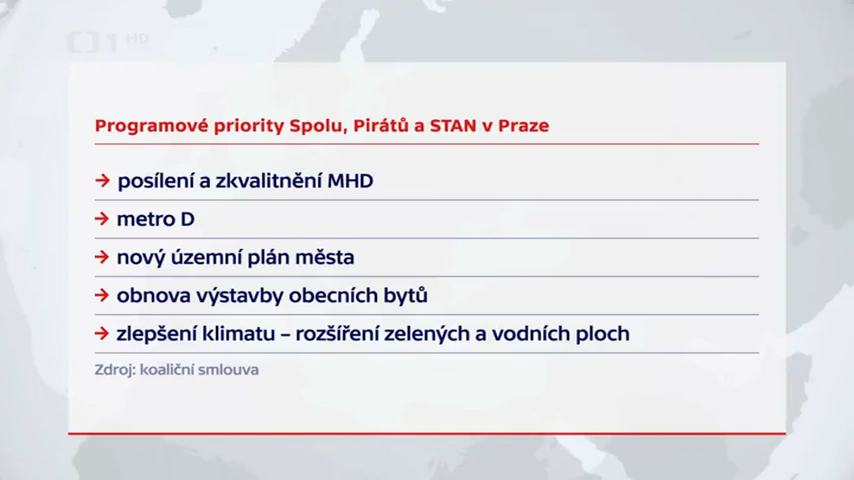 1 HD
Programové priority Spolu, Pirátů a STAN v Praze
→ posílení a zkvalitnění MHD
→ metro D
→ nový územní plán města
→ obnova výstavby obecních bytů
→ zlepšení klimatu – rozšíření zelených a vodních ploch
Zdroj: koaliční smlouva